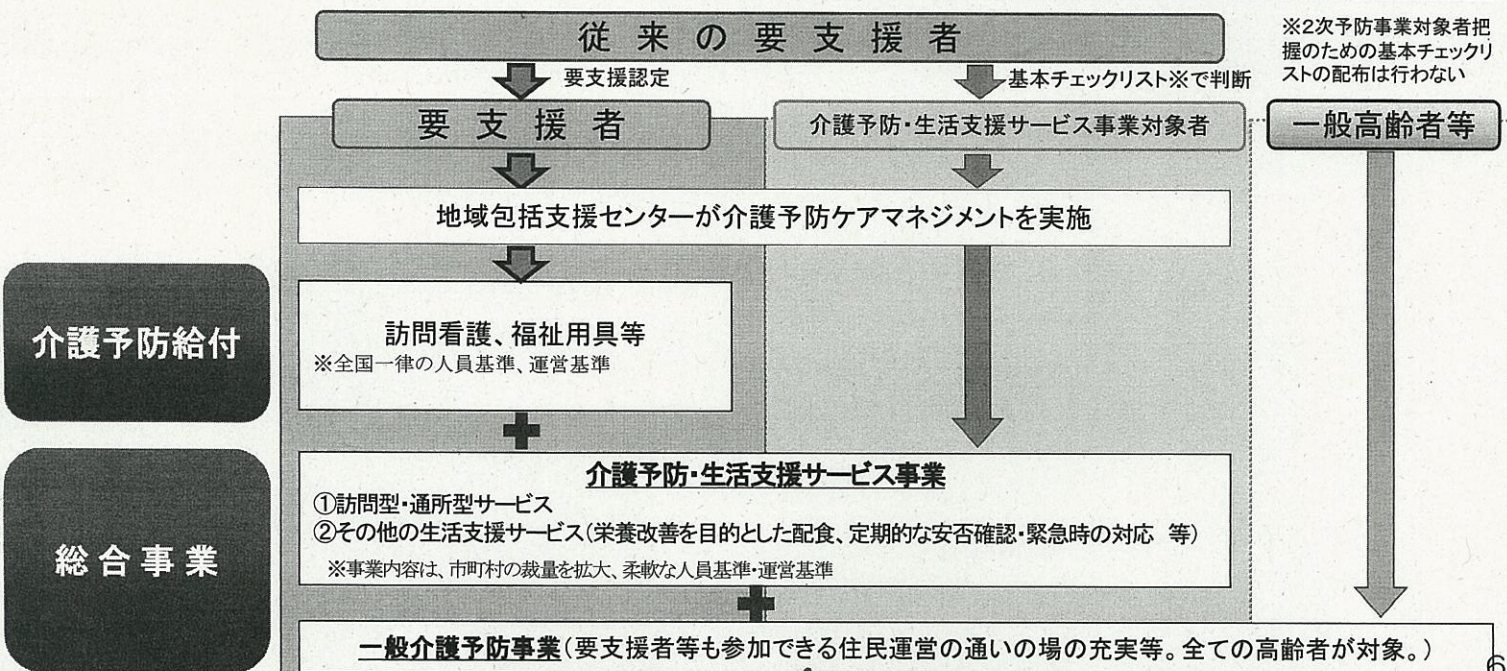 従来の要支援者
※2次予防事業対象者把
握のための基本チェックリ
ストの配布は行わない
要支援認定
基本チェックリスト※で判断
要支援者
介護予防・生活支援サービス事業対象者
一般高齢者等
地域包括支援センターが介護予防ケアマネジメントを実施
介護予防給付
訪問看護、福祉用具等
※全国一律の人員基準、運営基準
総合事業
介護予防・生活支援サービス事業
①訪問型・通所型サービス
②その他の生活支援サービス(栄養改善を目的とした配食、定期的な安否確認・緊急時の対応 等)
※事業内容は、市町村の裁量を拡大、柔軟な人員基準・運営基準
一般介護予防事業(要支援者等も参加できる住民運営の通いの場の充実等。全ての高齢者が対象。)